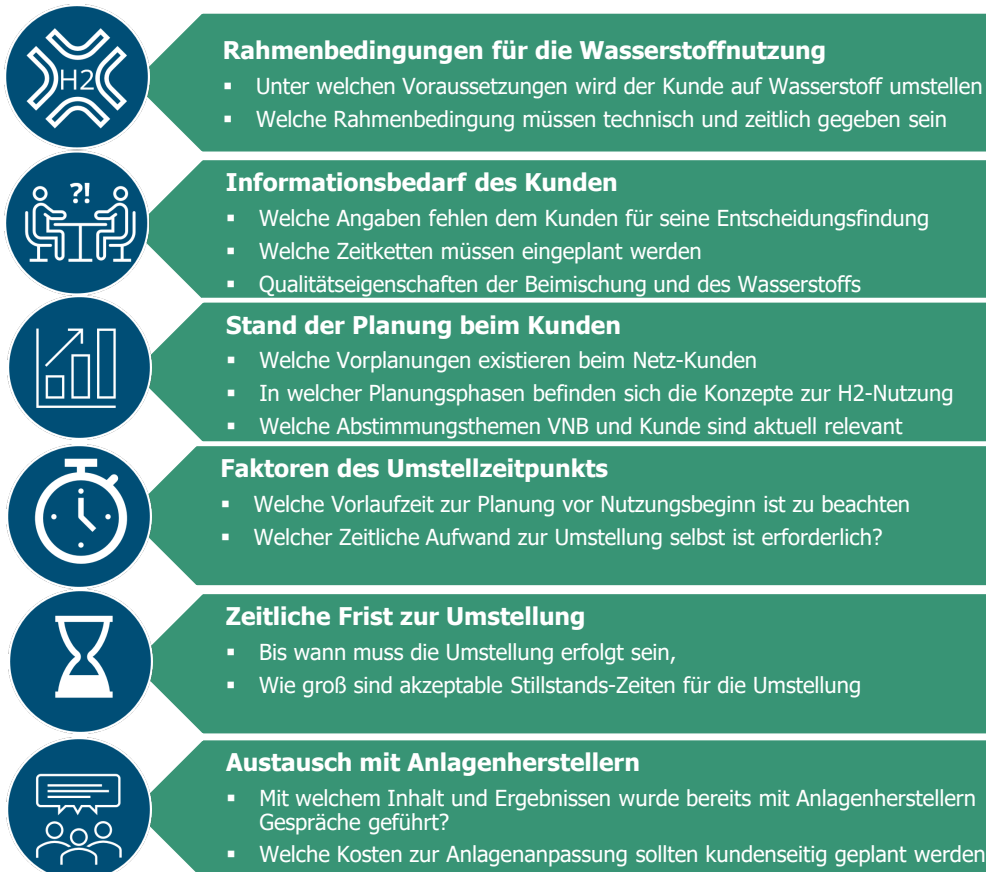 H2
Rahmenbedingungen für die Wasserstoffnutzung
▪ Unter welchen Voraussetzungen wird der Kunde auf Wasserstoff umstellen
▪ Welche Rahmenbedingung müssen technisch und zeitlich gegeben sein
?!
Informationsbedarf des Kunden
▪ Welche Angaben fehlen dem Kunden für seine Entscheidungsfindung
▪ Welche Zeitketten müssen eingeplant werden
▪ Qualitätseigenschaften der Beimischung und des Wasserstoffs
Stand der Planung beim Kunden
▪ Welche Vorplanungen existieren beim Netz-Kunden
▪ In welcher Planungsphasen befinden sich die Konzepte zur H2-Nutzung
▪ Welche Abstimmungsthemen VNB und Kunde sind aktuell relevant
Faktoren des Umstellzeitpunkts
▪ Welche Vorlaufzeit zur Planung vor Nutzungsbeginn ist zu beachten
▪ Welcher Zeitliche Aufwand zur Umstellung selbst ist erforderlich?
Zeitliche Frist zur Umstellung
▪ Bis wann muss die Umstellung erfolgt sein,
▪ Wie groß sind akzeptable Stillstands-Zeiten für die Umstellung
Austausch mit Anlagenherstellern
▪ Mit welchem Inhalt und Ergebnissen wurde bereits mit Anlagenherstellern
Gespräche geführt?
▪ Welche Kosten zur Anlagenanpassung sollten kundenseitig geplant werden